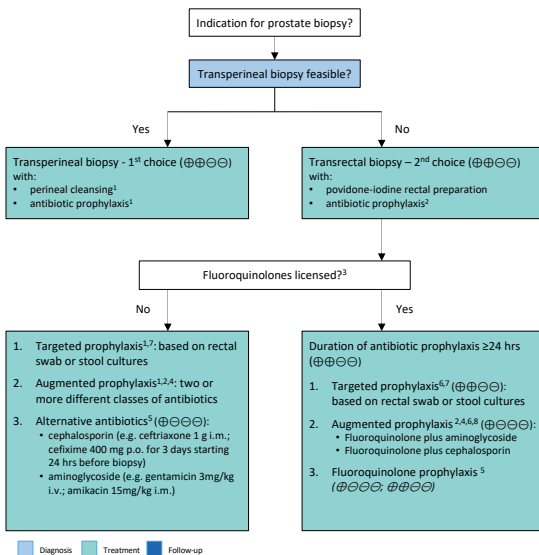 Indication for prostate biopsy?
Transperineal biopsy feasible?
Yes
No
Transperineal biopsy - 1st choice (⊕⊕⊖⊖)
with:
• perineal cleansing1
• antibiotic prophylaxis1
Transrectal biopsy – 2nd choice (⊕⊕⊖⊖)
with:
• povidone-iodine rectal preparation
• antibiotic prophylaxis2
Fluoroquinolones licensed?3
No
Yes
1. Targeted prophylaxis1,7: based on rectal
swab or stool cultures
2. Augmented prophylaxis1,2,4: two or
more different classes of antibiotics
3. Alternative antibiotics5 (⊕⊖⊖⊖):
• cephalosporin (e.g. ceftriaxone 1 g i.m.;
cefixime 400 mg p.o. for 3 days starting
24 hrs before biopsy)
• aminoglycoside (e.g. gentamicin 3mg/kg
i.v.; amikacin 15mg/kg i.m.)
Duration of antibiotic prophylaxis ≥24 hrs
(⊕⊕⊖⊖)
1. Targeted prophylaxis6,7 (⊕⊕⊖⊖):
based on rectal swab or stool cultures
2. Augmented prophylaxis 2,4,6,8 (⊕⊖⊖⊖):
• Fluoroquinolone plus aminoglycoside
• Fluoroquinolone plus cephalosporin
3. Fluoroquinolone prophylaxis 5
(⊕⊖⊖⊖; ⊕⊕⊖⊖)
Diagnosis
Treatment
Follow-up